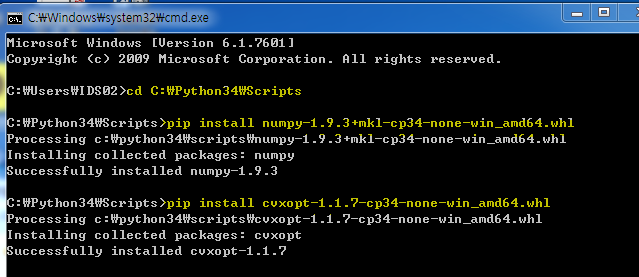 C:₩Windows₩system32₩cmd.exe
Microsoft Windows [Version 6.1.7601]
Copyright (c) 2009 Microsoft Corporation. All rights reserved.
C:₩Users₩IDS02>cd C:₩Python34₩Scripts
C:₩Python34₩Scripts>pip install numpy-1.9.3+mkl-cp34-none-win_amd64.whl
Processing c:₩python34₩scripts₩numpy-1.9.3+mkl-cp34-none-win_amd64.whl
Installing collected packages: numpy
Successfully installed numpy-1.9.3
C:₩Python34₩Scripts>pip install cvxopt-1.1.7-cp34-none-win_amd64.whl
Processing c:₩python34₩scripts₩cvxopt-1.1.7-cp34-none-win_amd64.whl
Installing collected packages: cvxopt
Successfully installed cvxopt-1.1.7